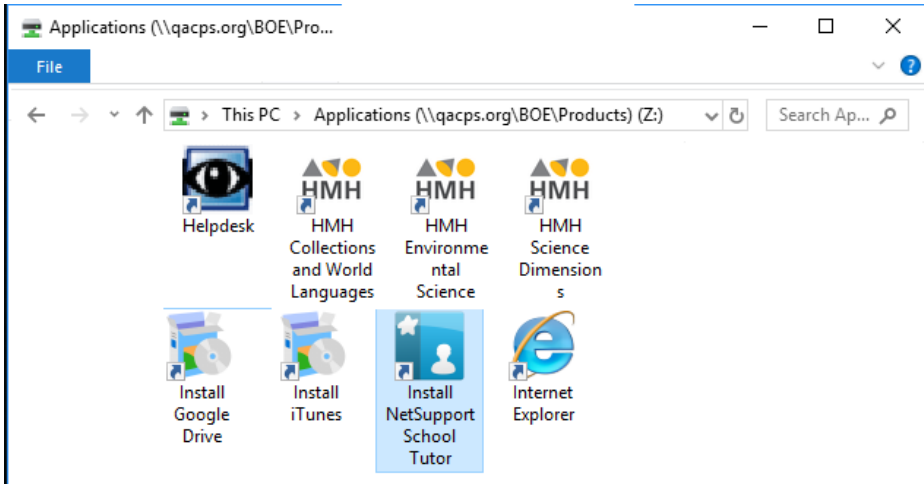 Applications (\\qacps.org\BOE\Pro...
File
?
This PC > Applications (\\qacps.org\BOE\Products) (Z:)
Search Ap...
Helpdesk
HMH
HMH
Collections
and World
Languages
HMH
HMH
Environme
ntal
Science
HMH
HMH
Science
Dimension
s
Install
Google
Drive
Install
iTunes
Install
NetSupport
School
Tutor
Internet
Explorer